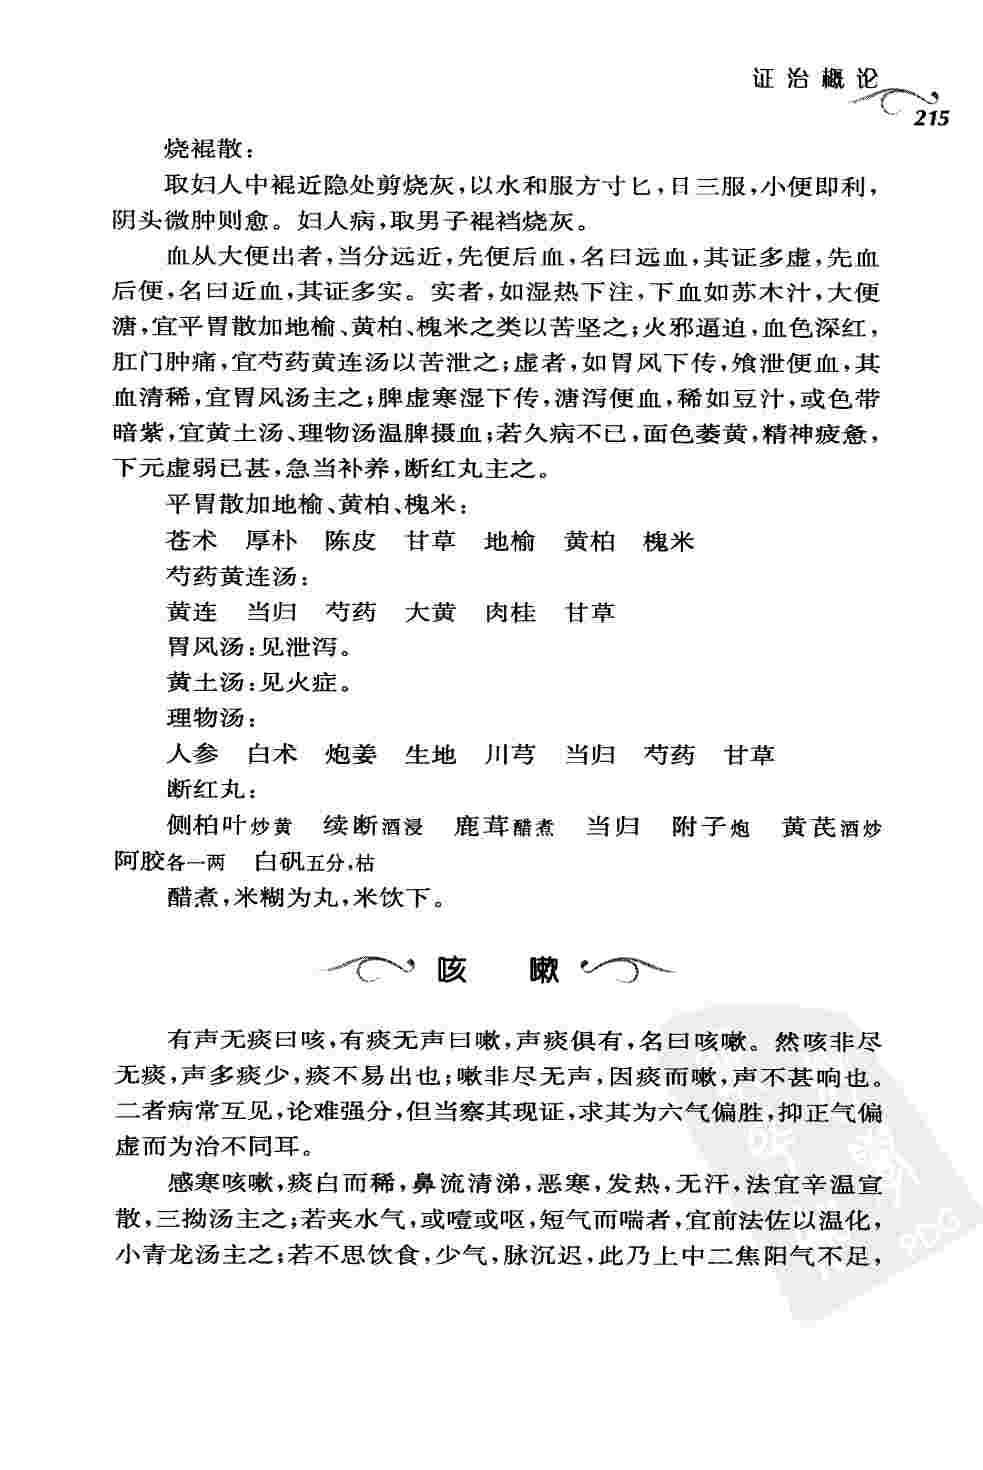 证治概论
215
烧裩散：
取妇人中裩近隐处剪烧灰，以水和服方寸匕，日三服，小便即利，
阴头微肿则愈。妇人病，取男子裩裆烧灰。
血从大便出者，当分远近，先便后血，名曰远血，其证多虚，先血
后便，名曰近血，其证多实。实者，如湿热下注，下血如苏木汁，大便
溏，宜平胃散加地榆、黄柏、槐米之类以苦坚之；火邪逼迫，血色深红，
肛门肿痛，宜芍药黄连汤以苦泄之；虚者，如胃风下传，飧泄便血，其
血清稀，宜胃风汤主之；脾虚寒湿下传，溏泻便血，稀如豆汁，或色带
暗紫，宜黄土汤、理物汤温脾摄血；若久病不已，面色萎黄，精神疲惫，
下元虚弱已甚，急当补养，断红丸主之。
平胃散加地榆、黄柏、槐米：
苍术 厚朴 陈皮 甘草 地榆 黄柏 槐米
芍药黄连汤：
黄连 当归 芍药 大黄 肉桂 甘草
胃风汤：见泄泻。
黄土汤：见火症。
理物汤：
人参 白术 炮姜 生地 川芎 当归 芍药 甘草
断红丸：
侧柏叶炒黄 续断酒浸 鹿茸醋煮 当归 附子炮 黄芪酒炒
阿胶各一两 白矾五分，枯
醋煮，米糊为丸，米饮下。
咳 嗽
有声无痰曰咳，有痰无声曰嗽，声痰俱有，名曰咳嗽。然咳非尽
无痰，声多痰少，痰不易出也；嗽非尽无声，因痰而嗽，声不甚响也。
二者病常互见，论难强分，但当察其现证，求其为六气偏胜，抑正气偏
虚而为治不同耳。
感寒咳嗽，痰白而稀，鼻流清涕，恶寒，发热，无汗，法宜辛温宣
散，三拗汤主之；若夹水气，或噎或呕，短气而喘者，宜前法佐以温化，
小青龙汤主之；若不思饮食，少气，脉沉迟，此乃上中二焦阳气不足，
PDG